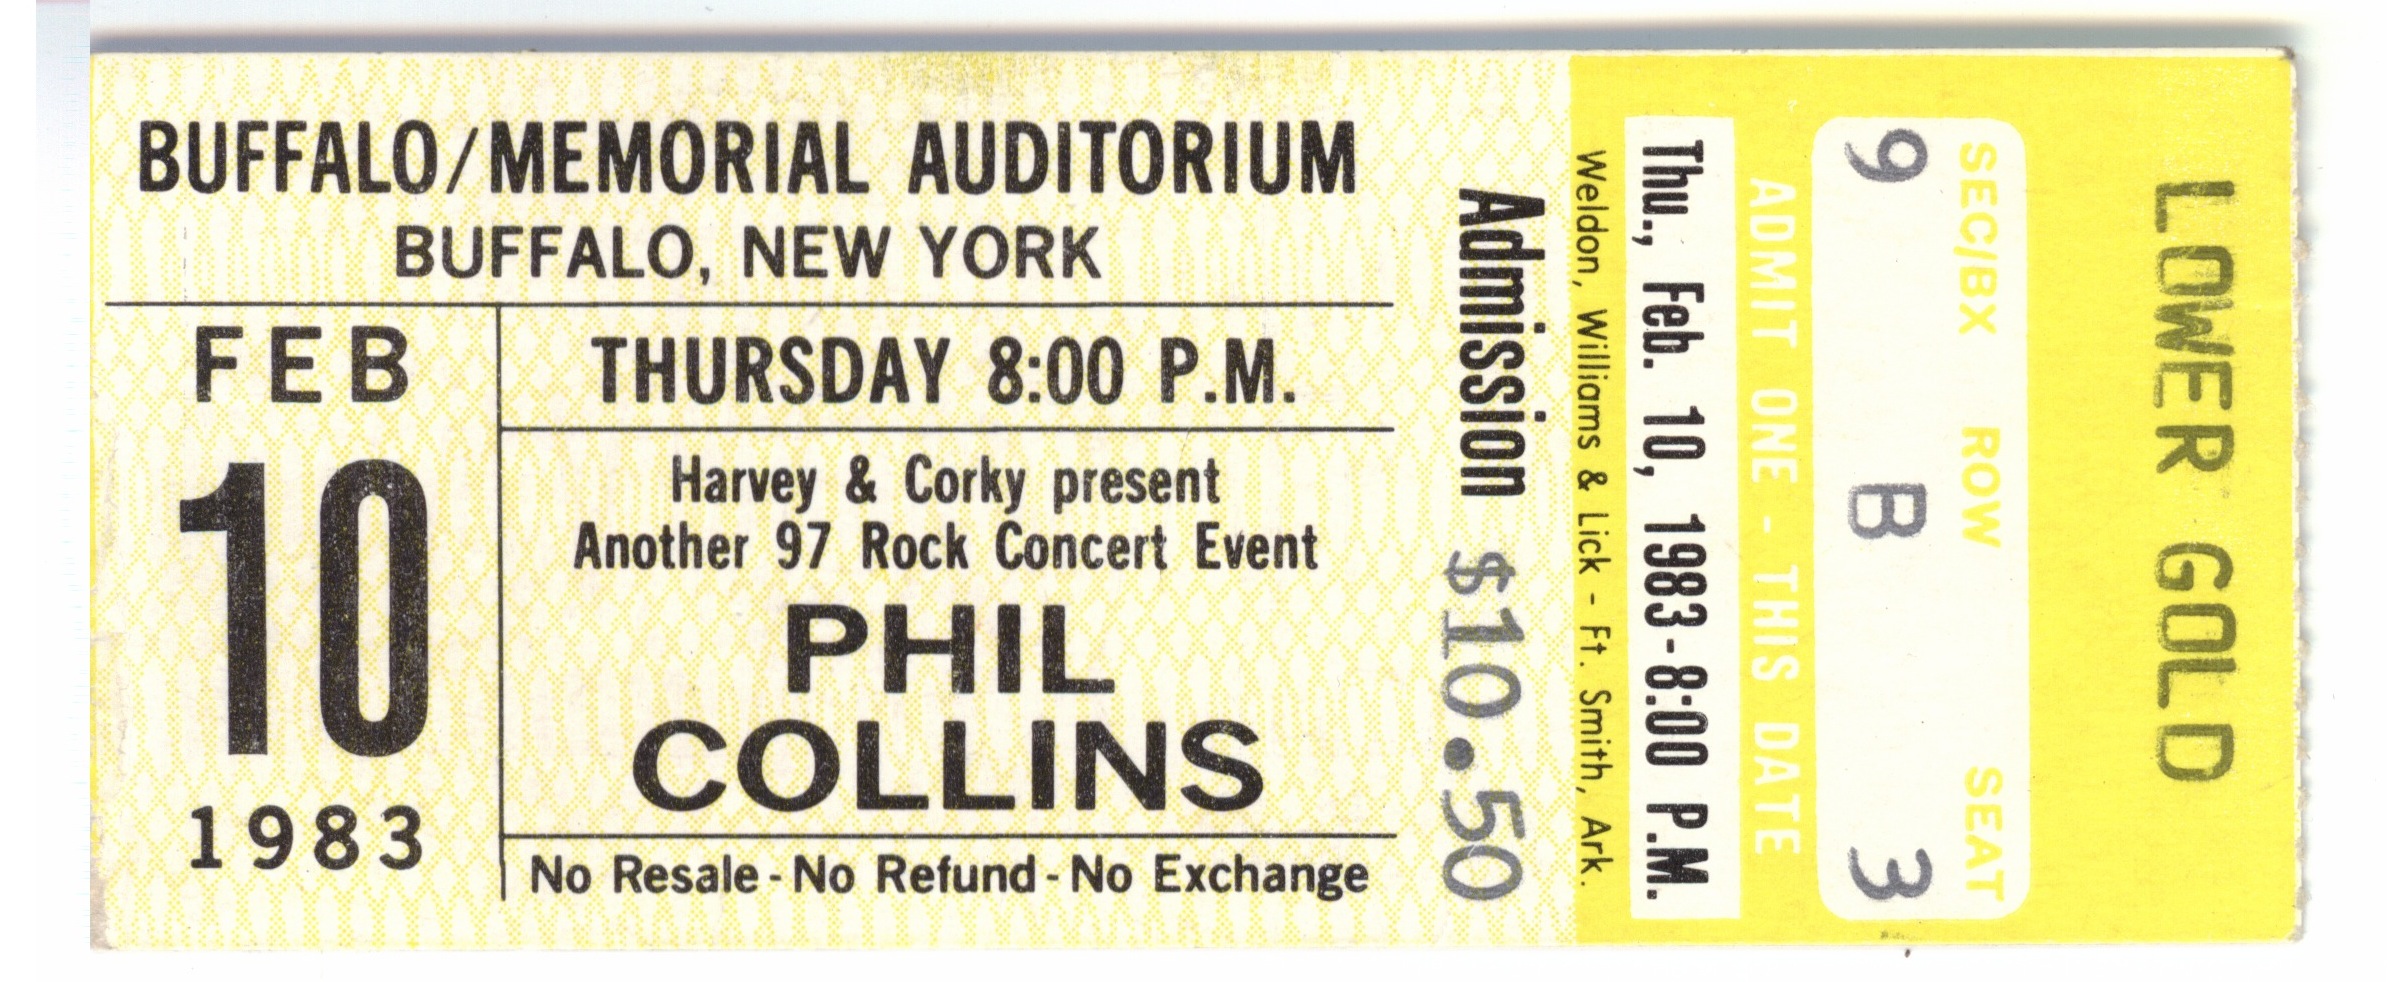 BUFFALO/MEMORIAL AUDITORIUM
BUFFALO, NEW YORK
FEB
10
1983
THURSDAY 8:00 P.M.
Harvey & Corky present
Another 97 Rock Concert Event
PHIL
COLLINS
No Resale - No Refund - No Exchange
Admission $10.50
Weldon, Williams & Lick - Ft. Smith, Ark.
Thu., Feb. 10, 1983 - 8:00 P.M.
ADMIT ONE - THIS DATE
9 B 3
SEC/BX ROW SEAT
LOWER GOLD